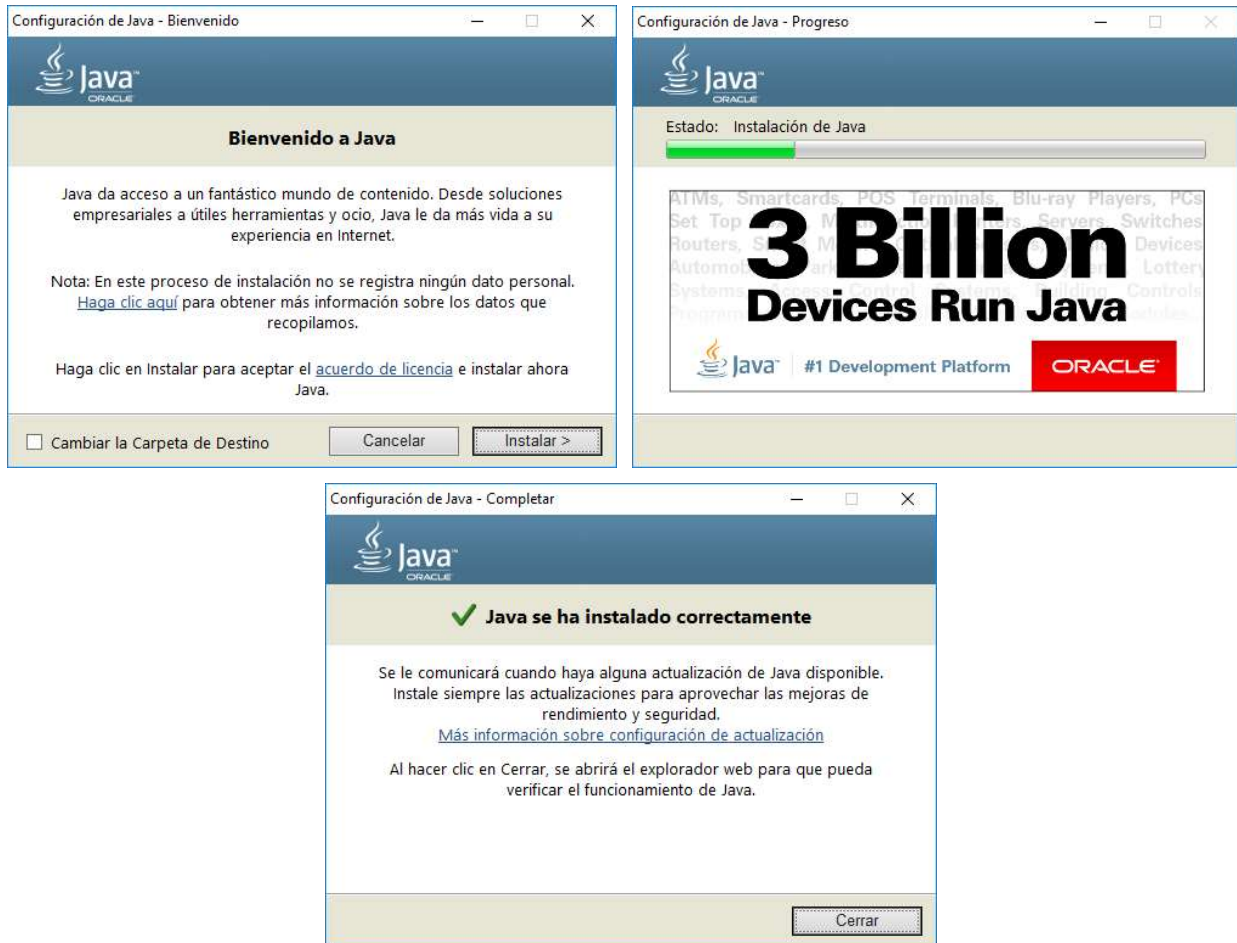 Configuración de Java - Bienvenido
Java
ORACLE
Bienvenido a Java
Java da acceso a un fantástico mundo de contenido. Desde soluciones
empresariales a útiles herramientas y ocio, Java le da más vida a su
experiencia en Internet.
Nota: En este proceso de instalación no se registra ningún dato personal.
Haga clic aquí para obtener más información sobre los datos que
recopilamos.
Haga clic en Instalar para aceptar el acuerdo de licencia e instalar ahora
Java.
Cambiar la Carpeta de Destino
Cancelar
Instalar >
Configuración de Java - Progreso
Java
ORACLE
Estado: Instalación de Java
ATMs, Smartcards, POS Terminals, Blu-ray Players, PCs
Set Top Servers, Switches
Routers, Devices
Lottery
Systems, Access Control Systems, Building Controls
3 Billion
Devices Run Java
Java #1 Development Platform ORACLE
Configuración de Java - Completar
Java
ORACLE
Java se ha instalado correctamente
Se le comunicará cuando haya alguna actualización de Java disponible.
Instale siempre las actualizaciones para aprovechar las mejoras de
rendimiento y seguridad.
Más información sobre configuración de actualización
Al hacer clic en Cerrar, se abrirá el explorador web para que pueda
verificar el funcionamiento de Java.
Cerrar